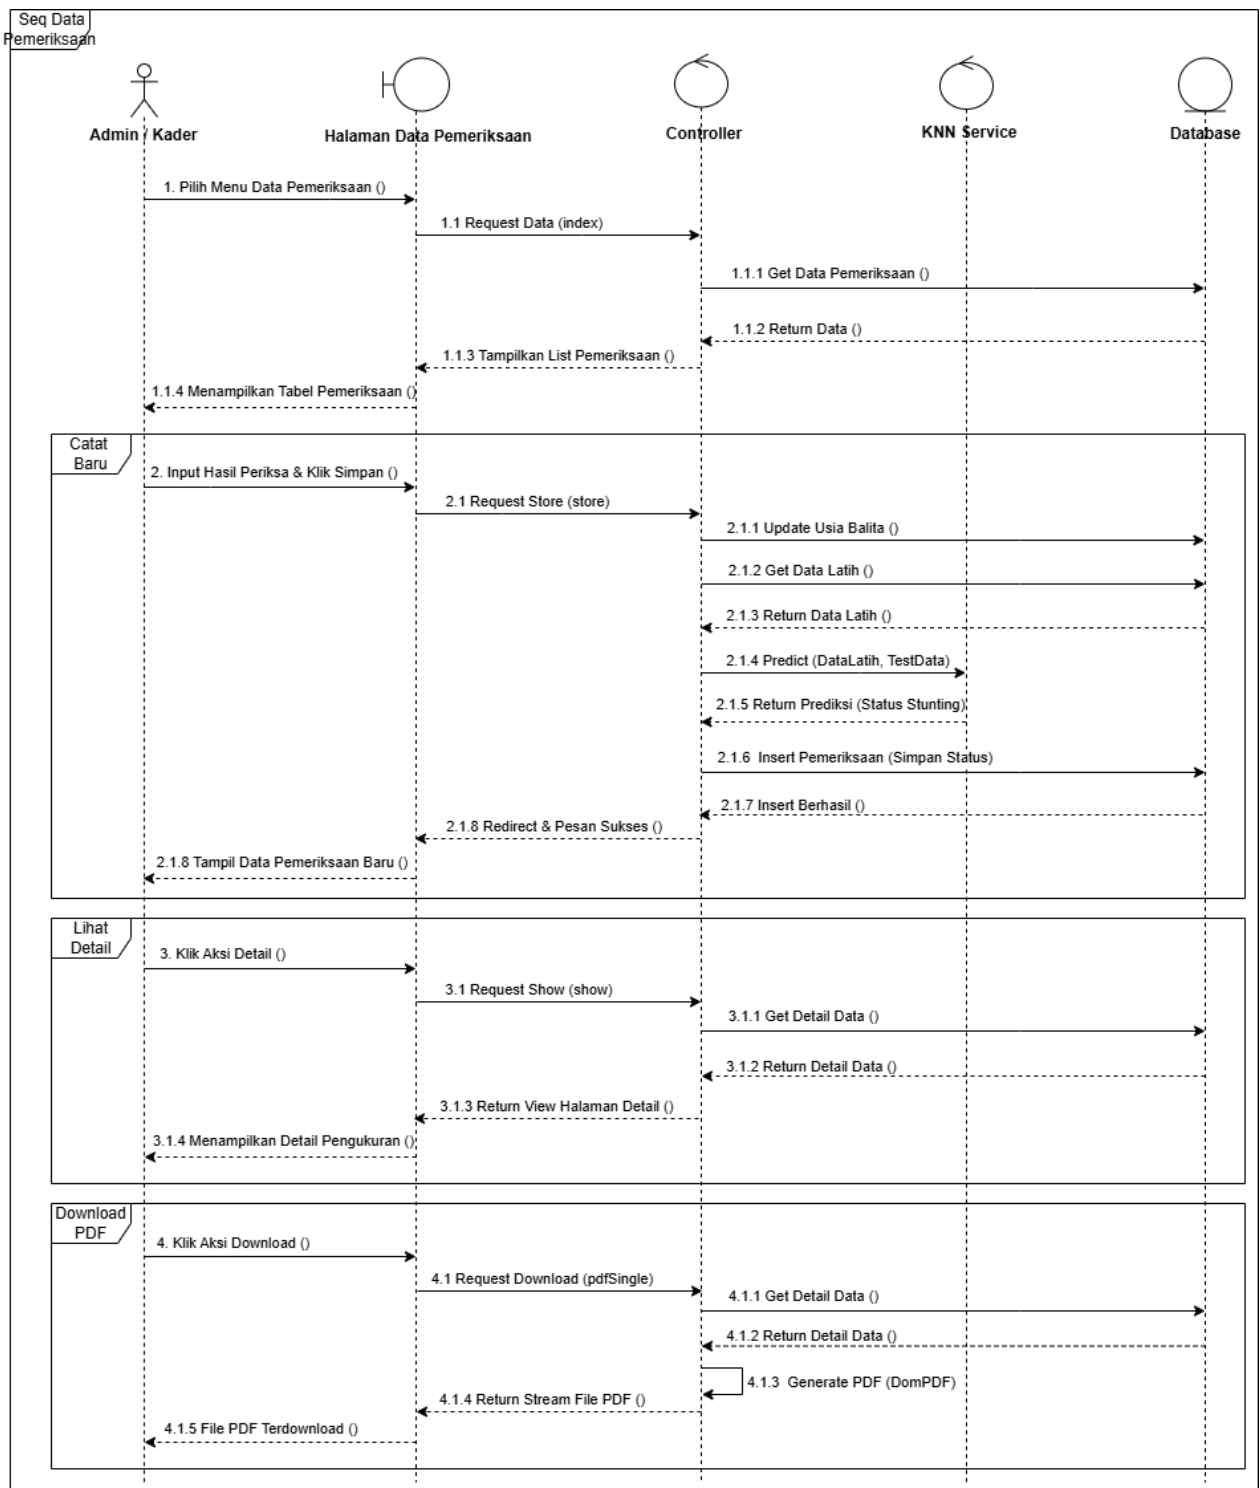 Seq Data
Pemeriksaan
Admin / Kader
Halaman Data Pemeriksaan
Controller
KNN Service
Database
1. Pilih Menu Data Pemeriksaan ()
1.1 Request Data (index)
1.1.1 Get Data Pemeriksaan ()
1.1.2 Return Data ()
1.1.3 Tampilkan List Pemeriksaan ()
1.1.4 Menampilkan Tabel Pemeriksaan ()
Catat
Baru
2. Input Hasil Periksa & Klik Simpan ()
2.1 Request Store (store)
2.1.1 Update Usia Balita ()
2.1.2 Get Data Latih ()
2.1.3 Return Data Latih ()
2.1.4 Predict (DataLatih, TestData)
2.1.5 Return Prediksi (Status Stunting)
2.1.6  Insert Pemeriksaan (Simpan Status)
2.1.7 Insert Berhasil ()
2.1.8 Redirect & Pesan Sukses ()
2.1.8 Tampil Data Pemeriksaan Baru ()
Lihat
Detail
3. Klik Aksi Detail ()
3.1 Request Show (show)
3.1.1 Get Detail Data ()
3.1.2 Return Detail Data ()
3.1.3 Return View Halaman Detail ()
3.1.4 Menampilkan Detail Pengukuran ()
Download
PDF
4. Klik Aksi Download ()
4.1 Request Download (pdfSingle)
4.1.1 Get Detail Data ()
4.1.2 Return Detail Data ()
4.1.3  Generate PDF (DomPDF)
4.1.4 Return Stream File PDF ()
4.1.5 File PDF Terdownload ()